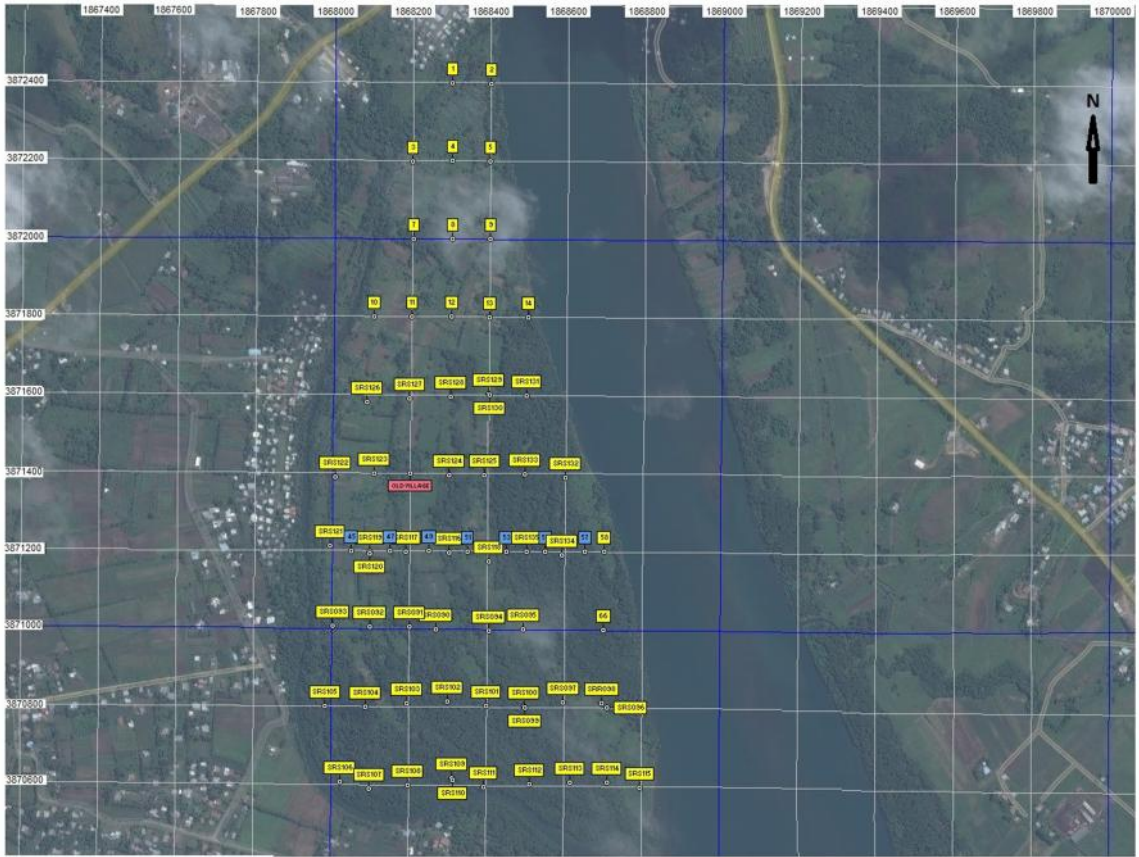 1867400 1867600 1867800 1868000 1868200 1868400 1868600 1868800 1869000 1869200 1869400 1869600 1869800 1870000
1 2
3872400
N
3 4 5
3872200
7 8 9
3872000
10 11 12 13 14
3871800
SRS126 SRS127 SRS128 SRS129 SRS131
3871600
SRS130
SRS122 SRS123 SRS124 SRS125 SRS133 SRS132
3871400
OLD VILLAGE
SRS121 45 SRS119 47 SRS117 49 SRS116 51 SRS118 53 SRS135 SRS134 57 58
3871200
SRS120
SRS093 SRS092 SRS091 SRS090 SRS094 SRS095 66
3871000
SRS105 SRS104 SRS103 SRS102 SRS101 SRS100 SRS097 SRR098
3870800
SRS096
SRS099
SRS106 SRS107 SRS108 SRS109 SRS111 SRS112 SRS113 SRS114 SRS115
3870600
SRS110